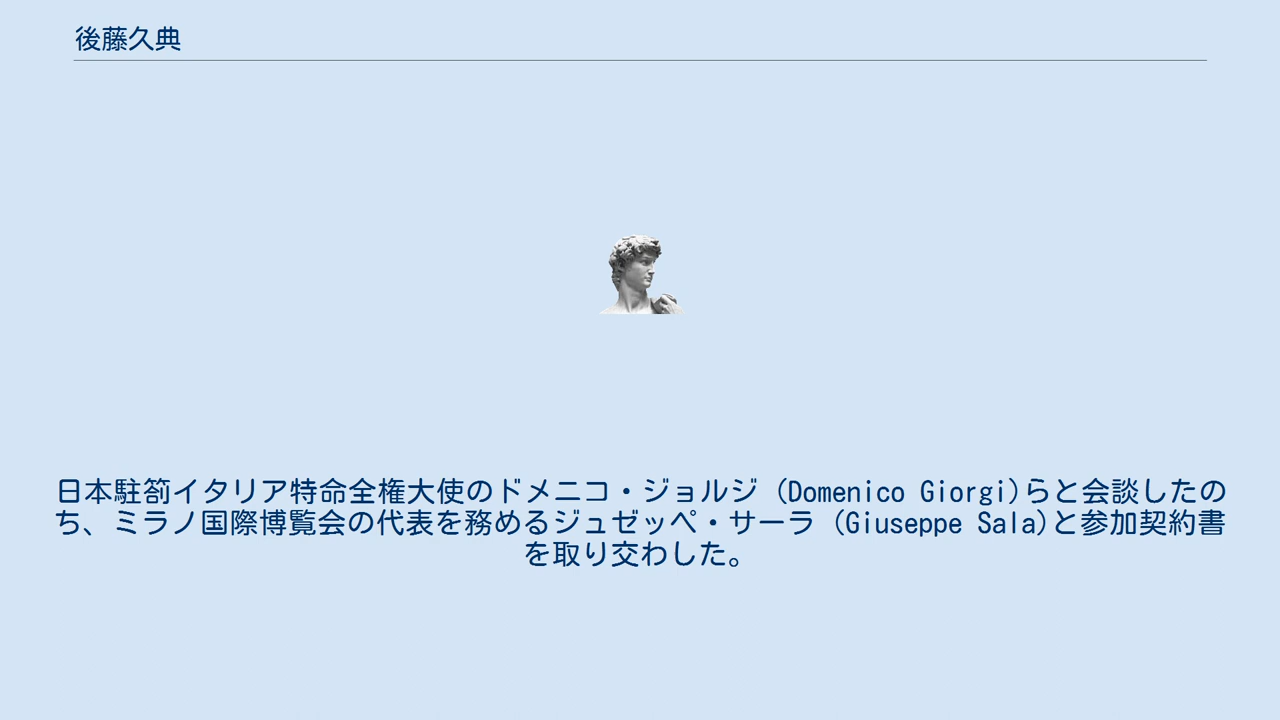 後藤久典
日本駐箚イタリア特命全権大使のドメニコ・ジョルジ (Domenico Giorgi)らと会談したの
ち、ミラノ国際博覧会の代表を務めるジュゼッペ・サーラ (Giuseppe Sala)と参加契約書
を取り交わした。